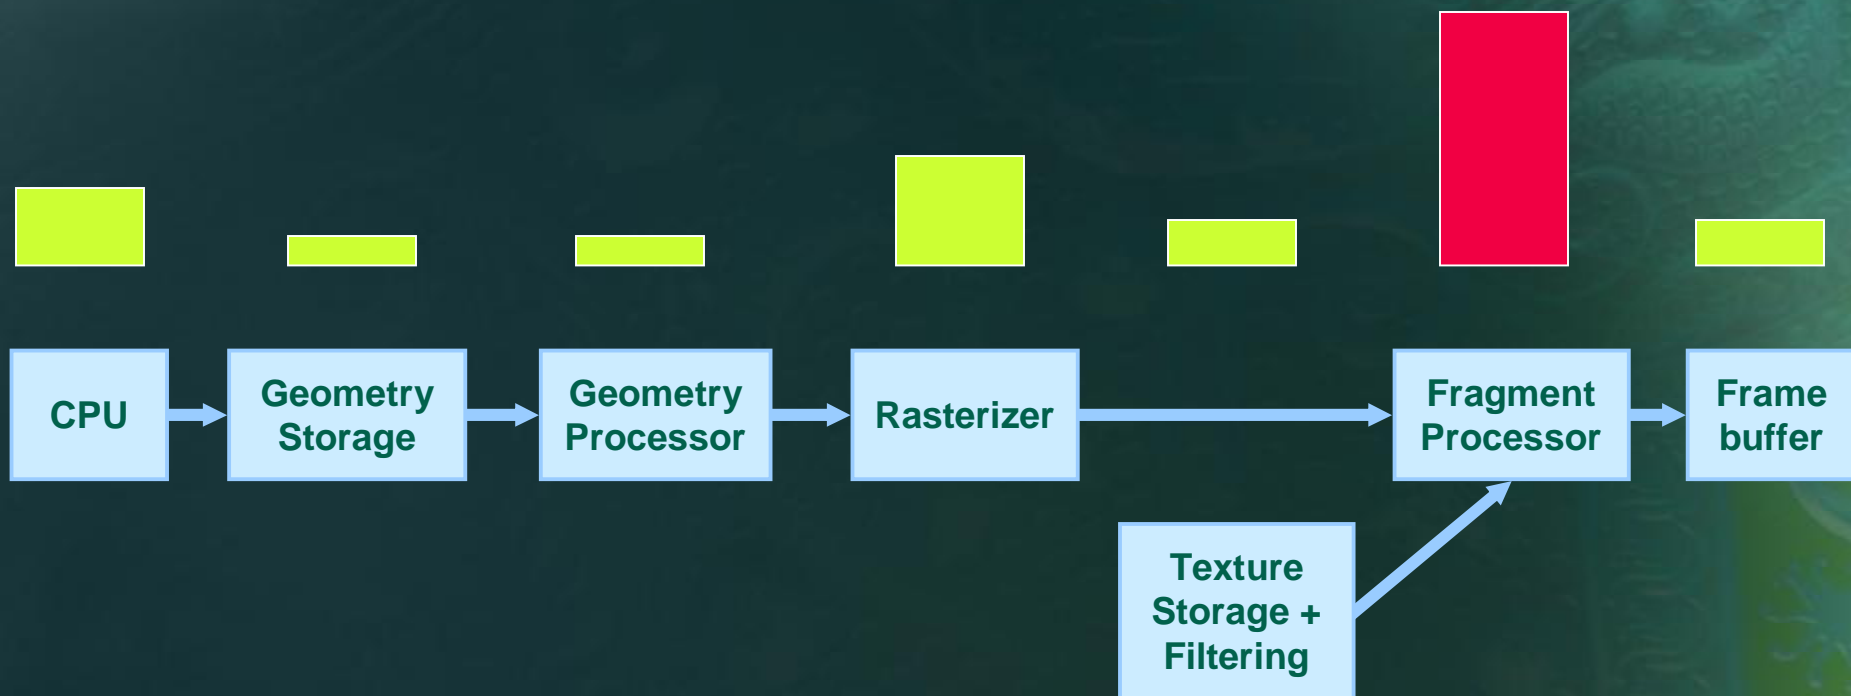 CPU
Geometry
Storage
Geometry
Processor
Rasterizer
Fragment
Processor
Frame
buffer
Texture
Storage +
Filtering